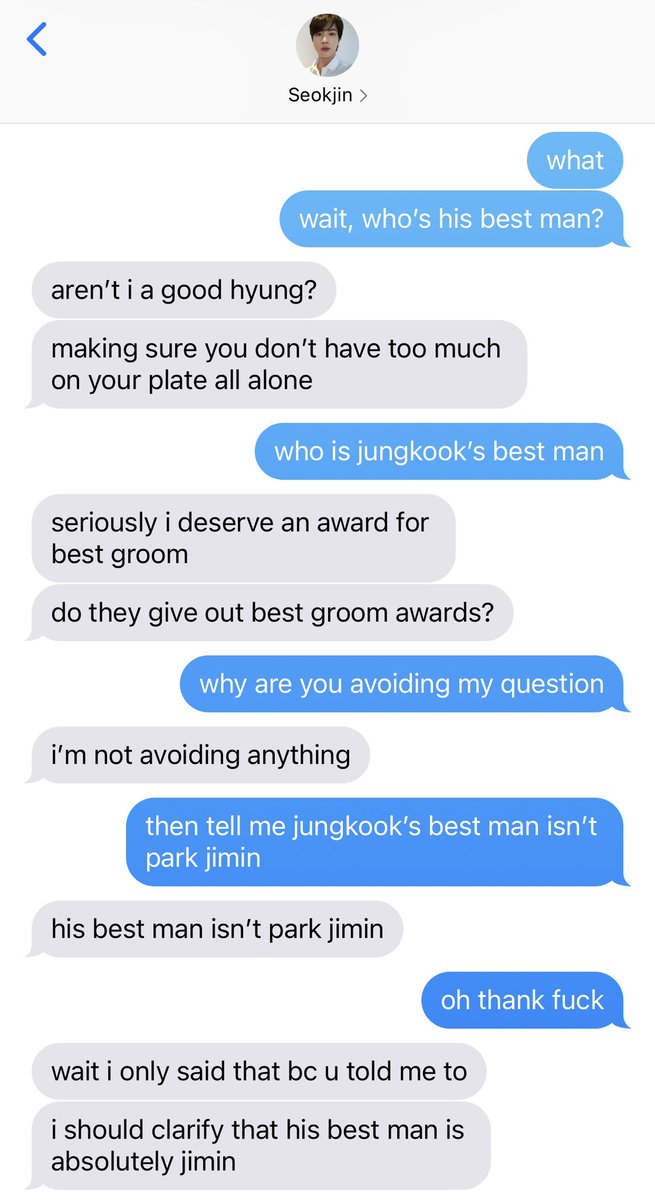 Seokjin
what
wait, who’s his best man?
aren’t i a good hyung?
making sure you don’t have too much
on your plate all alone
who is jungkook’s best man
seriously i deserve an award for
best groom
do they give out best groom awards?
why are you avoiding my question
i’m not avoiding anything
then tell me jungkook’s best man isn’t
park jimin
his best man isn’t park jimin
oh thank fuck
wait i only said that bc u told me to
i should clarify that his best man is
absolutely jimin